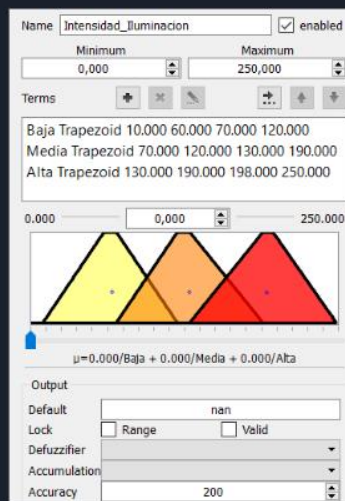 Name Intensidad_Iluminacion enabled
Minimum Maximum
0,000 250,000
Terms
Baja Trapezoid 10.000 60.000 70.000 120.000
Media Trapezoid 70.000 120.000 130.000 190.000
Alta Trapezoid 130.000 190.000 198.000 250.000
0.000 0,000 250.000
μ=0.000/Baja + 0.000/Media + 0.000/Alta
Output
Default nan
Lock Range Valid
Defuzzifier
Accumulation
Accuracy 200